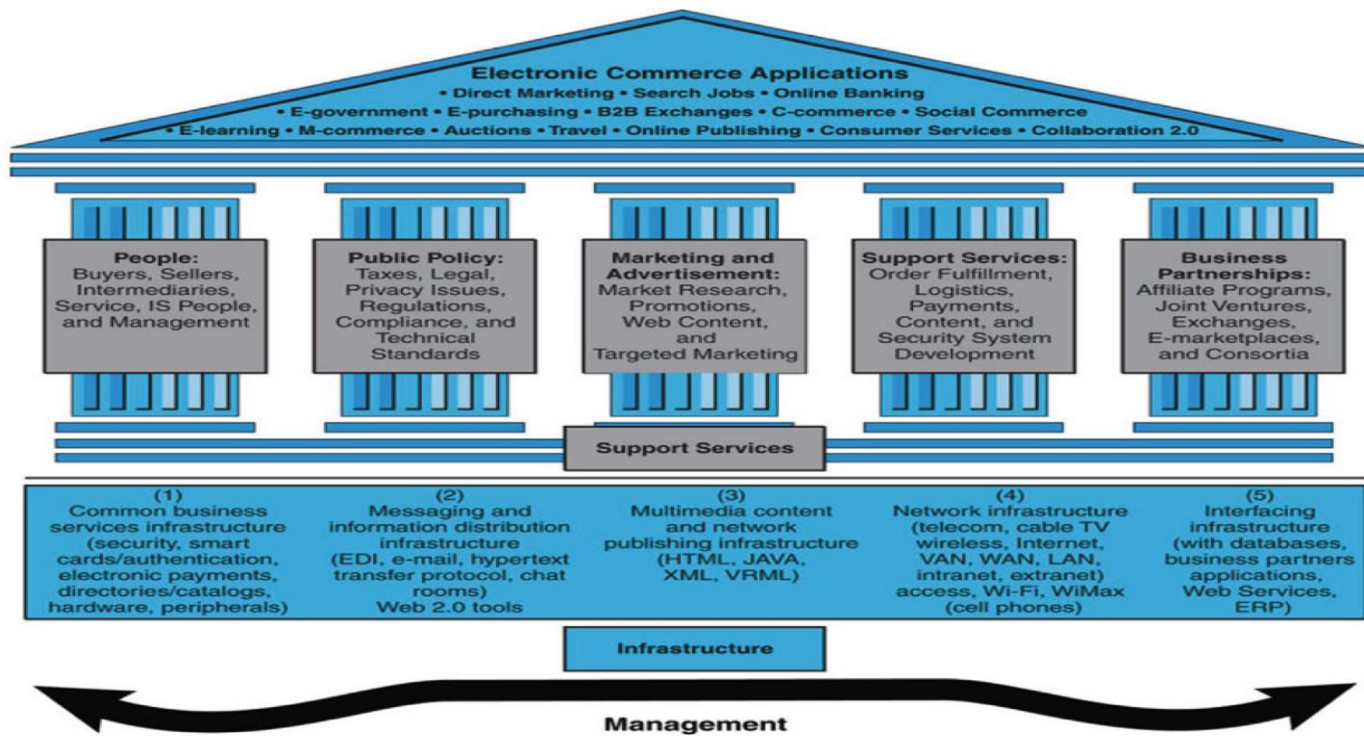 Electronic Commerce Applications
• Direct Marketing • Search Jobs • Online Banking
• E-government • E-purchasing • B2B Exchanges • C-commerce • Social Commerce
• E-learning • M-commerce • Auctions • Travel • Online Publishing • Consumer Services • Collaboration 2.0
People:
Buyers, Sellers,
Intermediaries,
Service, IS People,
and Management
Public Policy:
Taxes, Legal,
Privacy Issues,
Regulations,
Compliance, and
Technical
Standards
Marketing and
Advertisement:
Market Research,
Promotions,
Web Content,
and
Targeted Marketing
Support Services:
Order Fulfillment,
Logistics,
Payments,
Content, and
Security System
Development
Business
Partnerships:
Affiliate Programs,
Joint Ventures,
Exchanges,
E-marketplaces,
and Consortia
Support Services
(1)
Common business
services infrastructure
(security, smart
cards/authentication,
electronic payments,
directories/catalogs,
hardware, peripherals)
(2)
Messaging and
information distribution
infrastructure
(EDI, e-mail, hypertext
transfer protocol, chat
rooms)
Web 2.0 tools
(3)
Multimedia content
and network
publishing infrastructure
(HTML, JAVA,
XML, VRML)
(4)
Network infrastructure
(telecom, cable TV
wireless, Internet,
VAN, WAN, LAN,
intranet, extranet)
access, Wi-Fi, WiMax
(cell phones)
(5)
Interfacing
infrastructure
(with databases,
business partners
applications,
Web Services,
ERP)
Infrastructure
Management